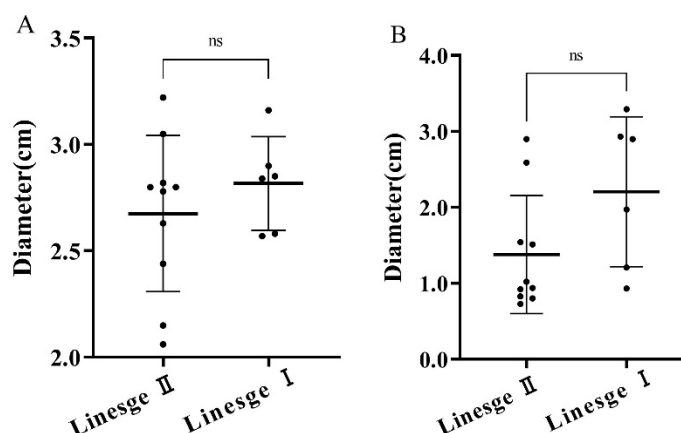 A
ns
3.5
3.0
2.5
2.0
Diameter(cm)
Linesge Ⅱ
Linesge Ⅰ
B
ns
4.0
3.0
2.0
1.0
0.0
Diameter(cm)
Linesge Ⅱ
Linesge Ⅰ